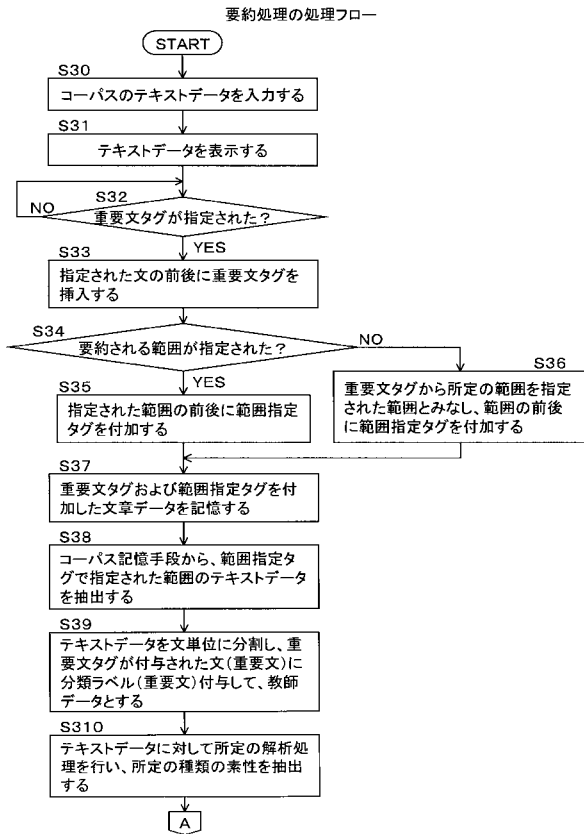 要約処理の処理フロー
START
S30
コーパスのテキストデータを入力する
S31
テキストデータを表示する
S32
NO
重要文タグが指定された？
YES
S33
指定された文の前後に重要文タグを
挿入する
S34
要約される範囲が指定された？
NO
YES
S35
指定された範囲の前後に範囲指定
タグを付加する
S36
重要文タグから所定の範囲を指定
された範囲とみなし、範囲の前後
に範囲指定タグを付加する
S37
重要文タグおよび範囲指定タグを付
加した文章データを記憶する
S38
コーパス記憶手段から、範囲指定タ
グで指定された範囲のテキストデータ
を抽出する
S39
テキストデータを文単位に分割し、重
要文タグが付与された文（重要文）に
分類ラベル（重要文）付与して、教師
データとする
S310
テキストデータに対して所定の解析処
理を行い、所定の種類の素性を抽出
する
A